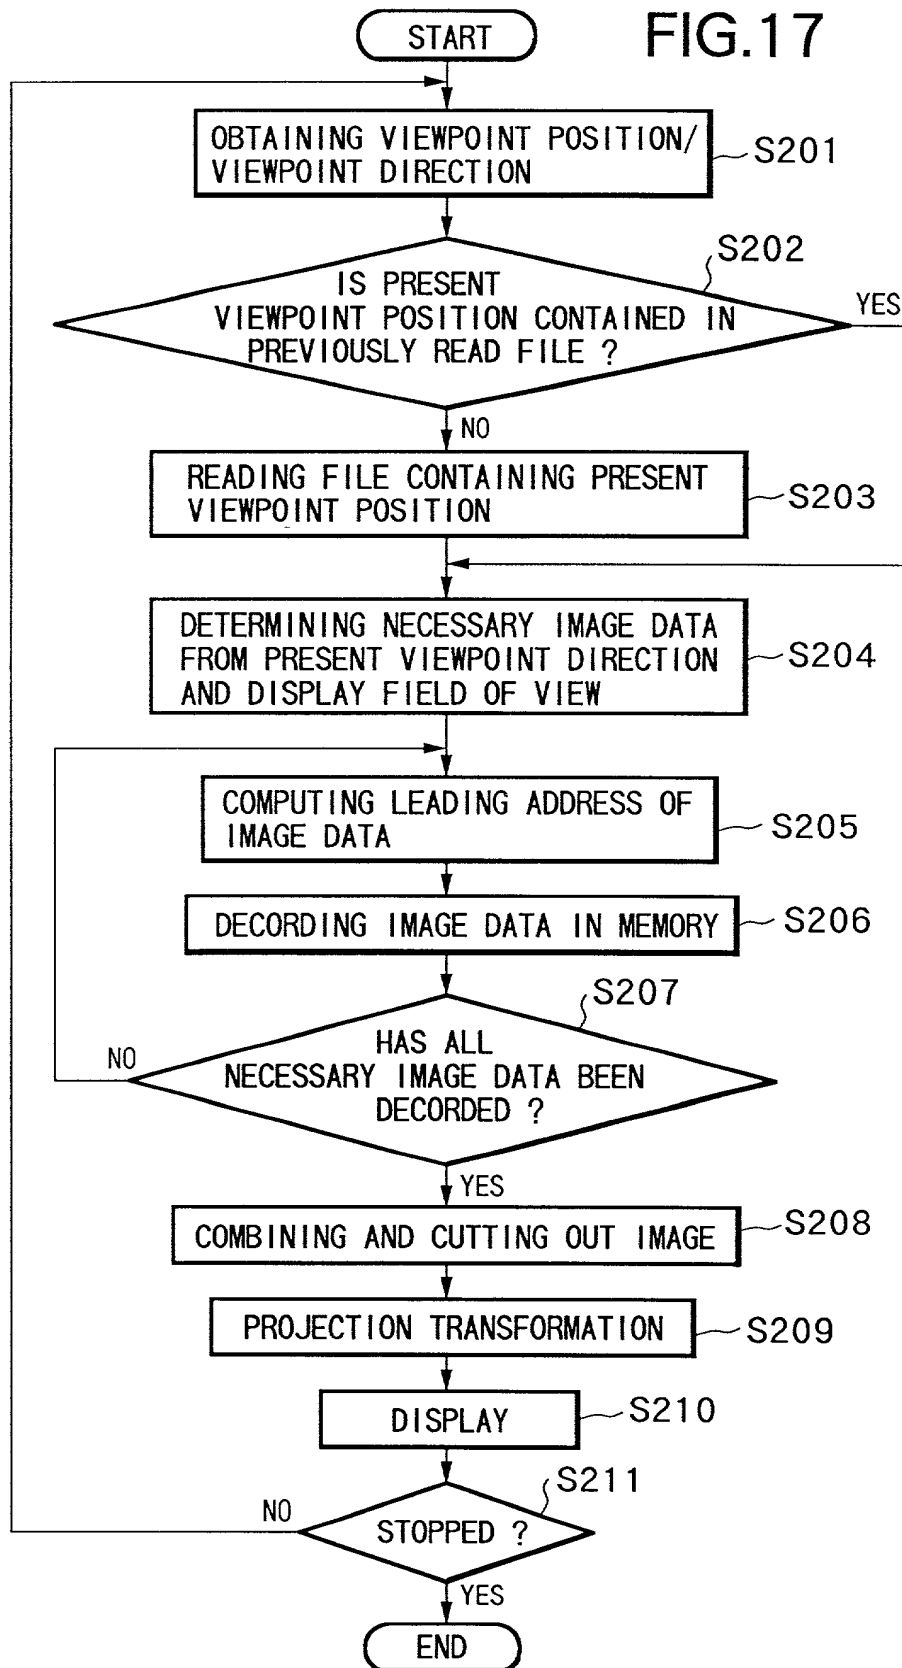 FIG.17
START
OBTAINING VIEWPOINT POSITION/
VIEWPOINT DIRECTION
S201
S202
IS PRESENT
VIEWPOINT POSITION CONTAINED IN
PREVIOUSLY READ FILE ?
YES
NO
READING FILE CONTAINING PRESENT
VIEWPOINT POSITION
S203
DETERMINING NECESSARY IMAGE DATA
FROM PRESENT VIEWPOINT DIRECTION
AND DISPLAY FIELD OF VIEW
S204
COMPUTING LEADING ADDRESS OF
IMAGE DATA
S205
DECORDING IMAGE DATA IN MEMORY
S206
S207
HAS ALL
NECESSARY IMAGE DATA BEEN
DECORDED ?
NO
YES
COMBINING AND CUTTING OUT IMAGE
S208
PROJECTION TRANSFORMATION
S209
DISPLAY
S210
S211
STOPPED ?
NO
YES
END